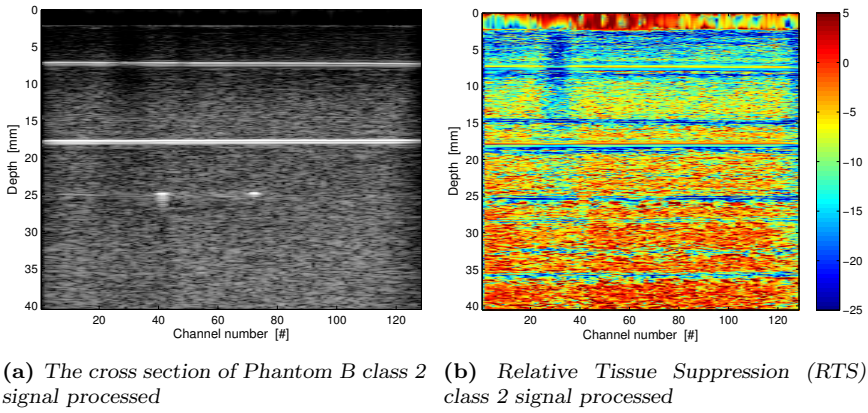 0
5
10
15
20
25
30
35
40
Depth [mm]
20 40 60 80 100 120
Channel number [#]
0
5
10
15
20
25
30
35
40
Depth [mm]
20 40 60 80 100 120
Channel number [#]
5
0
−5
−10
−15
−20
−25
(a) The cross section of Phantom B class 2
signal processed
(b) Relative Tissue Suppression (RTS)
class 2 signal processed